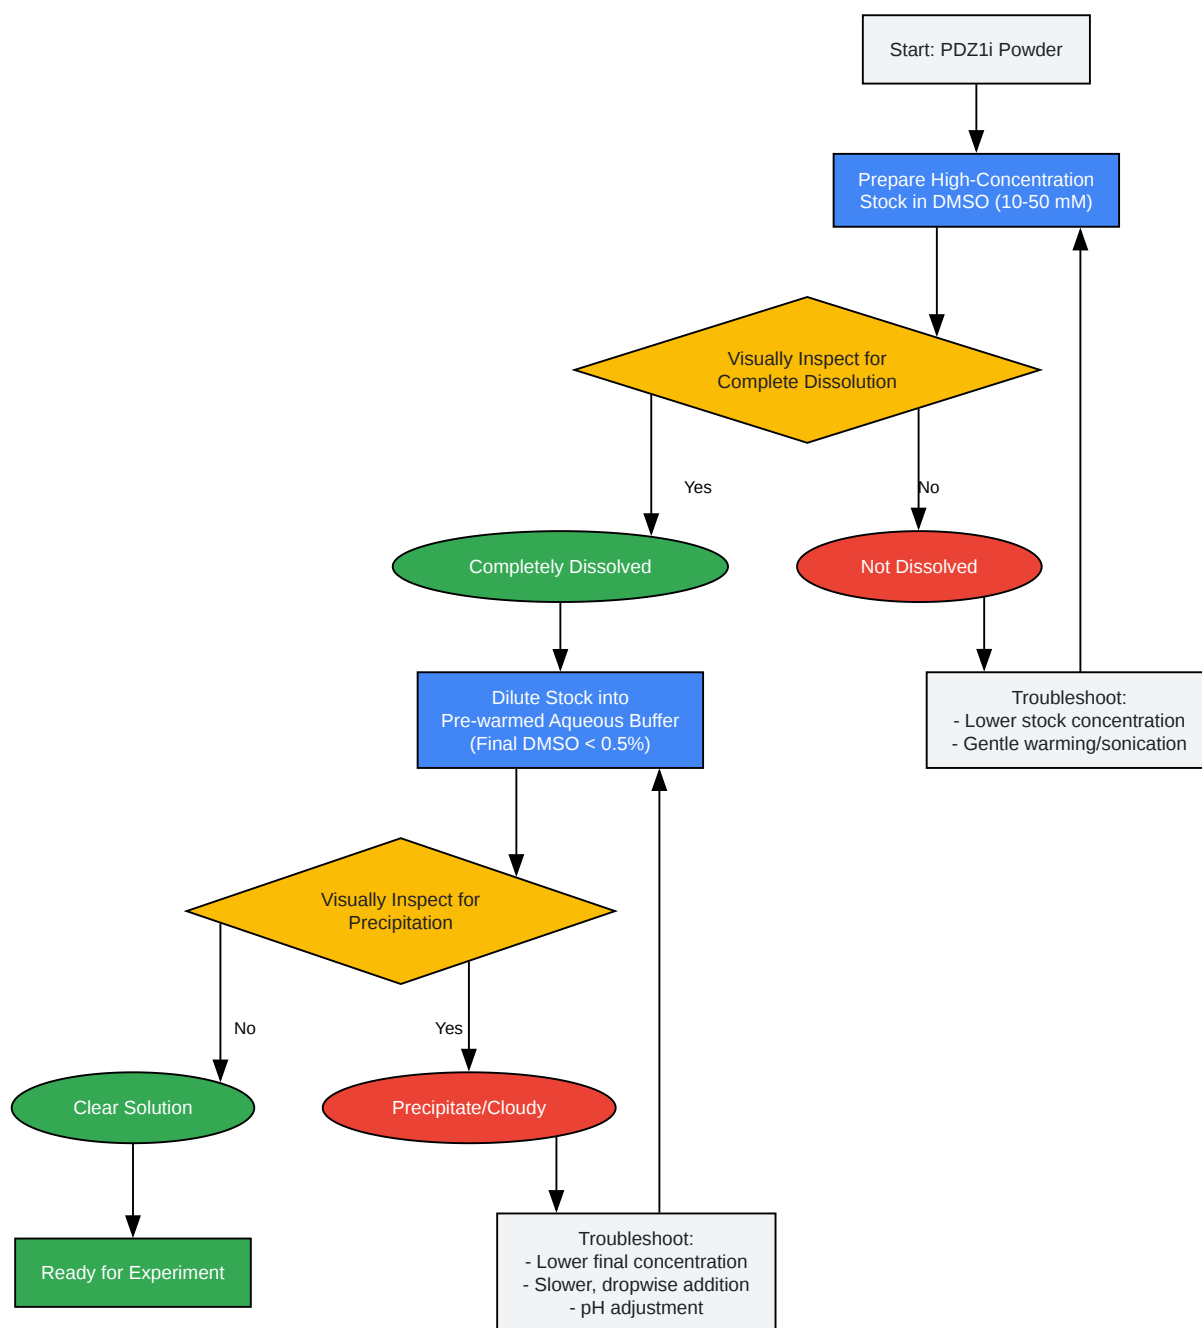 Start: PDZ1i Powder
Prepare High-Concentration
Stock in DMSO (10-50 mM)
Visually Inspect for
Complete Dissolution
Yes
No
Completely Dissolved
Not Dissolved
Dilute Stock into
Pre-warmed Aqueous Buffer
(Final DMSO < 0.5%)
Troubleshoot:
- Lower stock concentration
- Gentle warming/sonication
Visually Inspect for
Precipitation
No
Yes
Clear Solution
Precipitate/Cloudy
Ready for Experiment
Troubleshoot:
- Lower final concentration
- Slower, dropwise addition
- pH adjustment